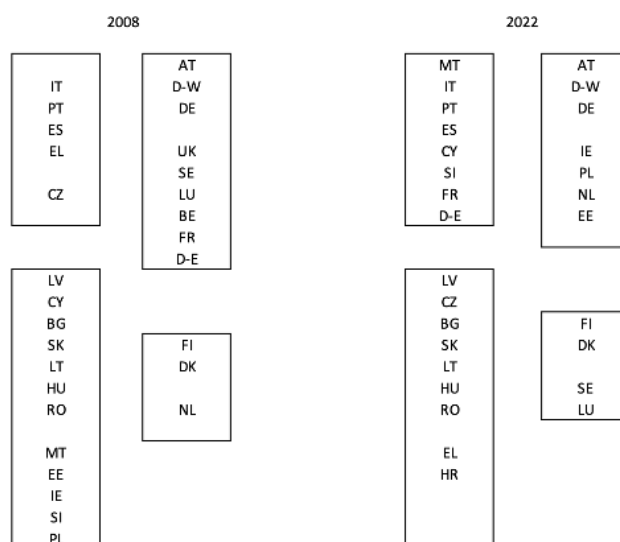 2008
IT
PT
ES
EL
CZ
AT
D-W
DE
UK
SE
LU
BE
FR
D-E
LV
CY
BG
SK
LT
HU
RO
MT
EE
IE
SI
PL
FI
DK
NL
2022
MT
IT
PT
ES
CY
SI
FR
D-E
AT
D-W
DE
IE
PL
NL
EE
LV
CZ
BG
SK
LT
HU
RO
EL
HR
FI
DK
SE
LU